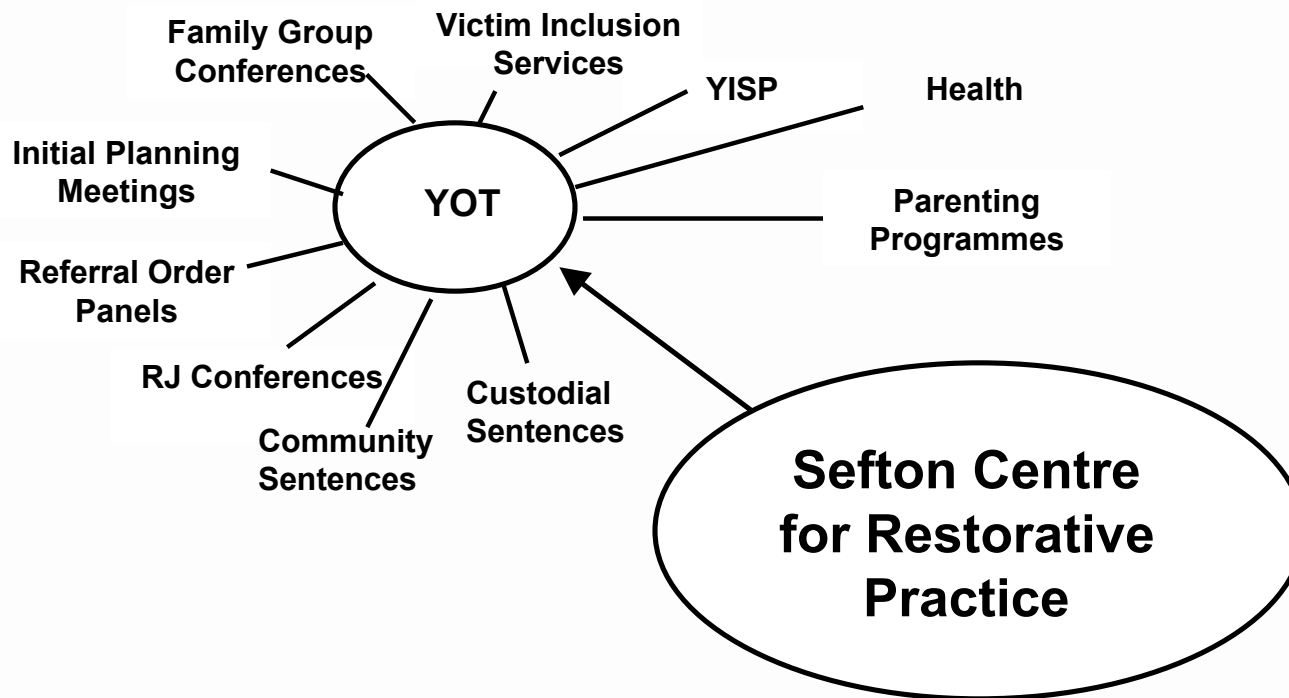 Family Group
Conferences
Victim Inclusion
Services
YISP
Health
Initial Planning
Meetings
YOT
Parenting
Programmes
Referral Order
Panels
RJ Conferences
Custodial
Sentences
Community
Sentences
Sefton Centre
for Restorative
Practice